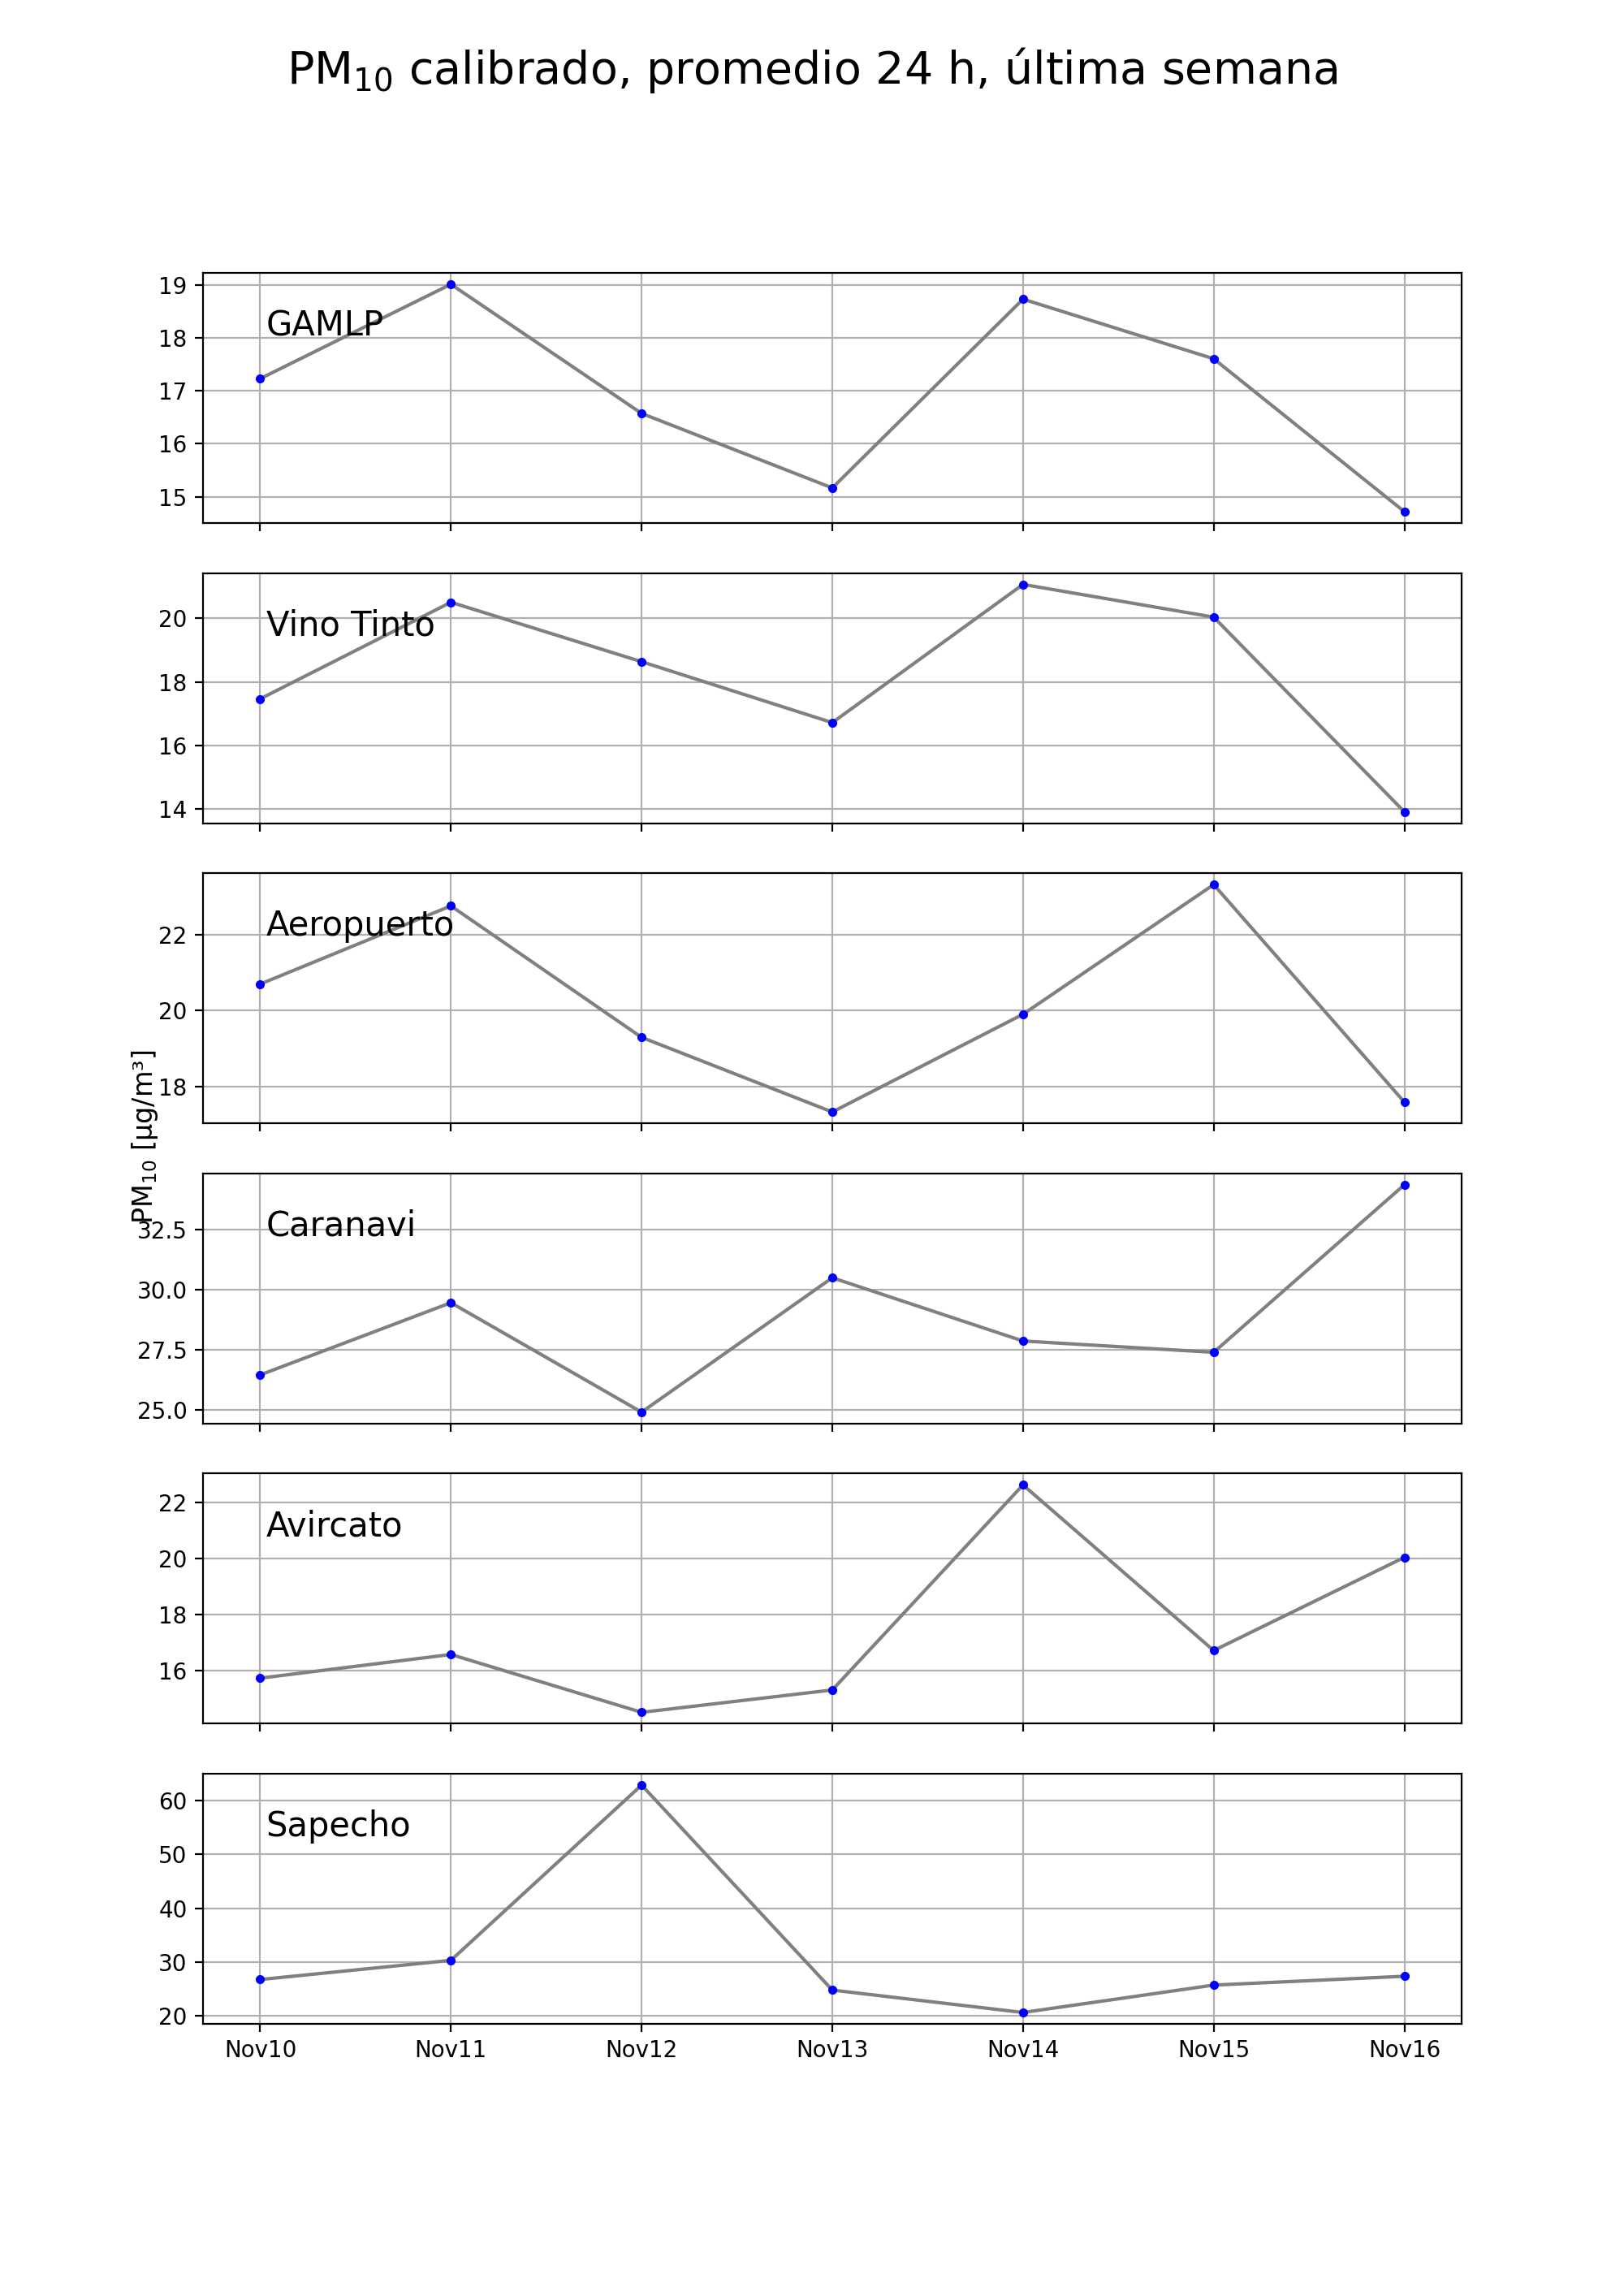 PM₁₀ calibrado, promedio 24 h, última semana
19
GAMLP
18
17
16
15
20
Vino Tinto
18
16
14
Aeropuerto
22
20
18
PM₁₀ [µg/m³]
Caranavi
32.5
30.0
27.5
25.0
22
Avircato
20
18
16
60
Sapecho
50
40
30
20
Nov10 Nov11 Nov12 Nov13 Nov14 Nov15 Nov16